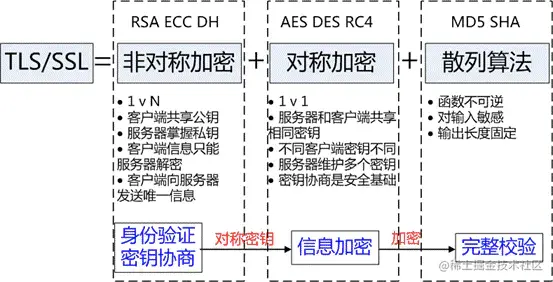 RSA ECC DH
AES DES RC4
MD5 SHA
TLS/SSL
=
非对称加密
+
对称加密
+
散列算法
• 1 v N
• 客户端共享公钥
• 服务器掌握私钥
• 客户端信息只能
服务器解密
• 客户端向服务器
发送唯一信息
• 1 v 1
• 服务器和客户端共享
相同密钥
• 不同客户端密钥不同
• 服务器维护多个密钥
• 密钥协商是安全基础
• 函数不可逆
• 对输入敏感
• 输出长度固定
身份验证
密钥协商
对称密钥
信息加密
加密
完整校验
@稀土掘金技术社区